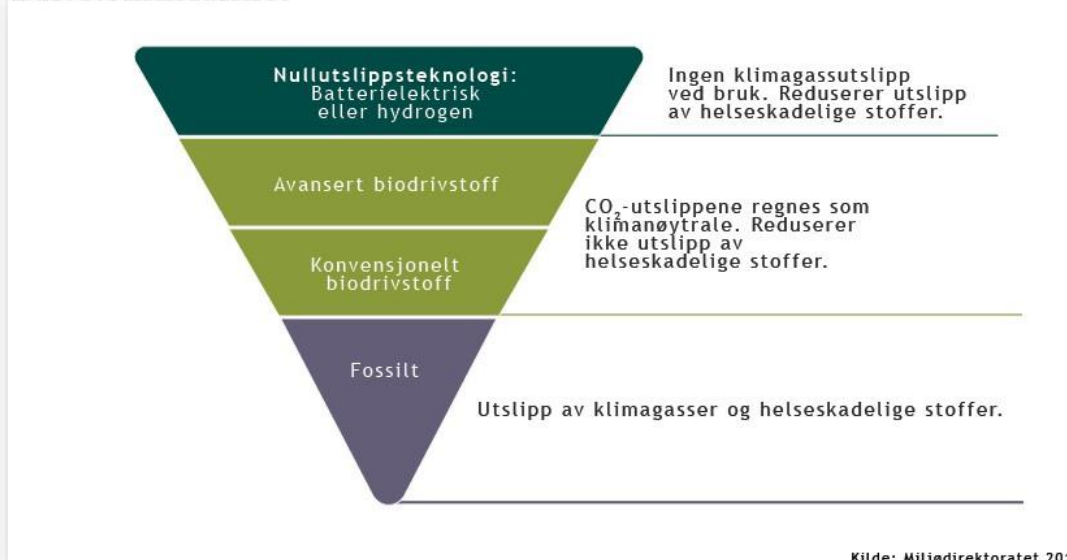 Nullutslippsteknologi:
Batterielektrisk
eller hydrogen
Ingen klimagassutslipp
ved bruk. Reduserer utslipp
av helseskadelige stoffer.
Avansert biodrivstoff
Konvensjonelt
biodrivstoff
CO₂-utslippene regnes som
klimanøytrale. Reduserer
ikke utslipp av
helseskadelige stoffer.
Fossilt
Utslipp av klimagasser og helseskadelige stoffer.
Kilde: Miljødirektoratet